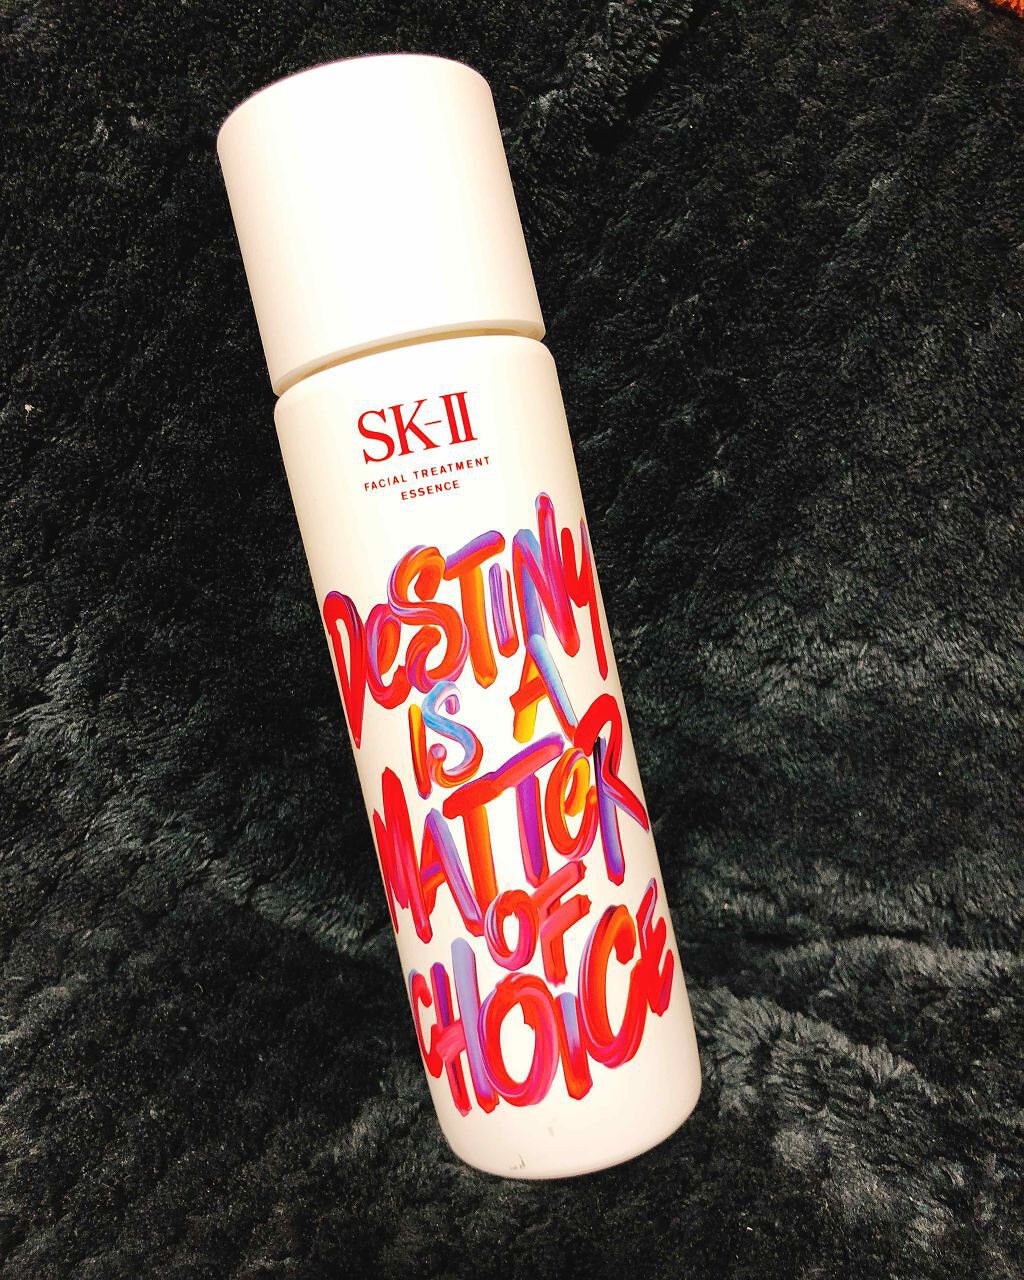 SK-II
FACIAL TREATMENT
ESSENCE
DeSTiNy
iS A
MATTeR
OF
CHOiCE